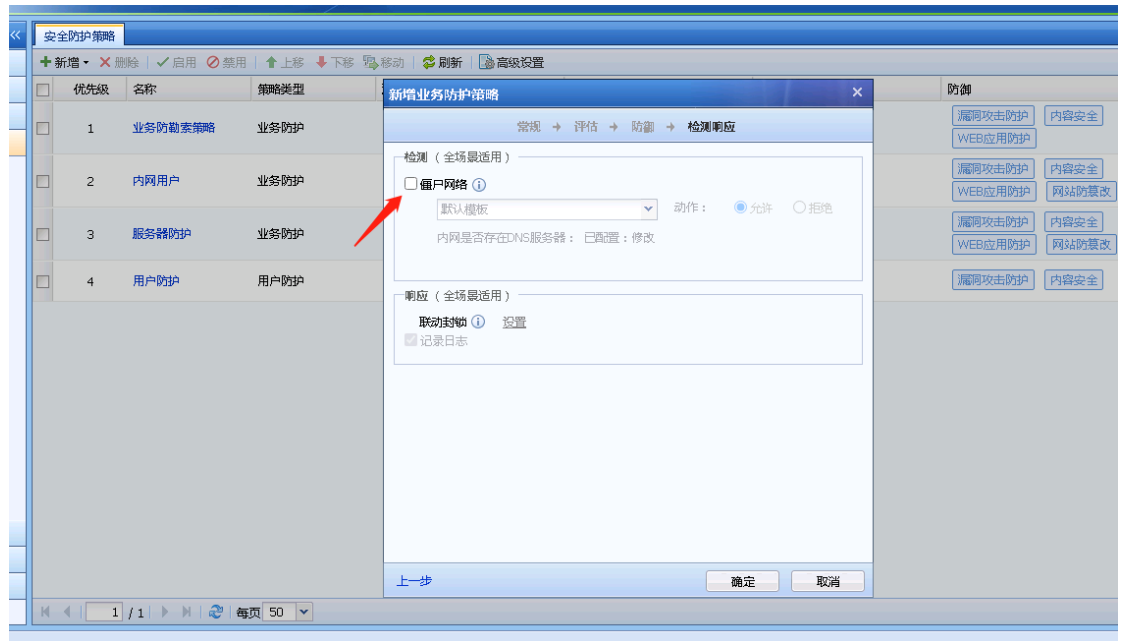 安全防护策略
新增 删除 启用 禁用 上移 下移 移动 刷新 高级设置
优先级 名称 策略类型 防御
1 业务防勒索策略 业务防护 漏洞攻击防护 内容安全 WEB应用防护
2 内网用户 业务防护 漏洞攻击防护 内容安全 WEB应用防护 网站防篡改
3 服务器防护 业务防护 漏洞攻击防护 内容安全 WEB应用防护 网站防篡改
4 用户防护 用户防护 漏洞攻击防护 内容安全
新增业务防护策略
常规 → 评估 → 防御 → 检测响应
检测（全场景适用）
僵尸网络
默认模板 动作： 允许 拒绝
内网是否存在DNS服务器： 已配置：修改
响应（全场景适用）
联动封锁 设置
记录日志
上一步 确定 取消
1 / 1 每页 50